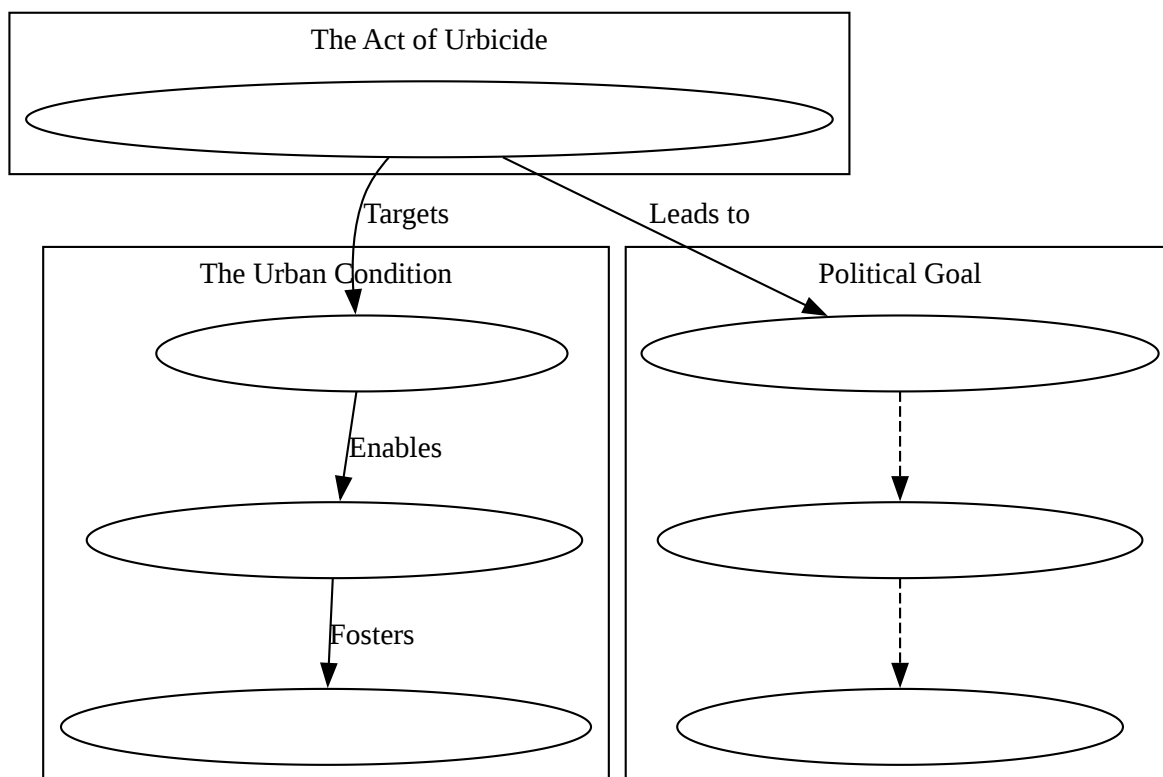 The Act of Urbicide
Targets
Leads to
The Urban Condition
Political Goal
Enables
Fosters